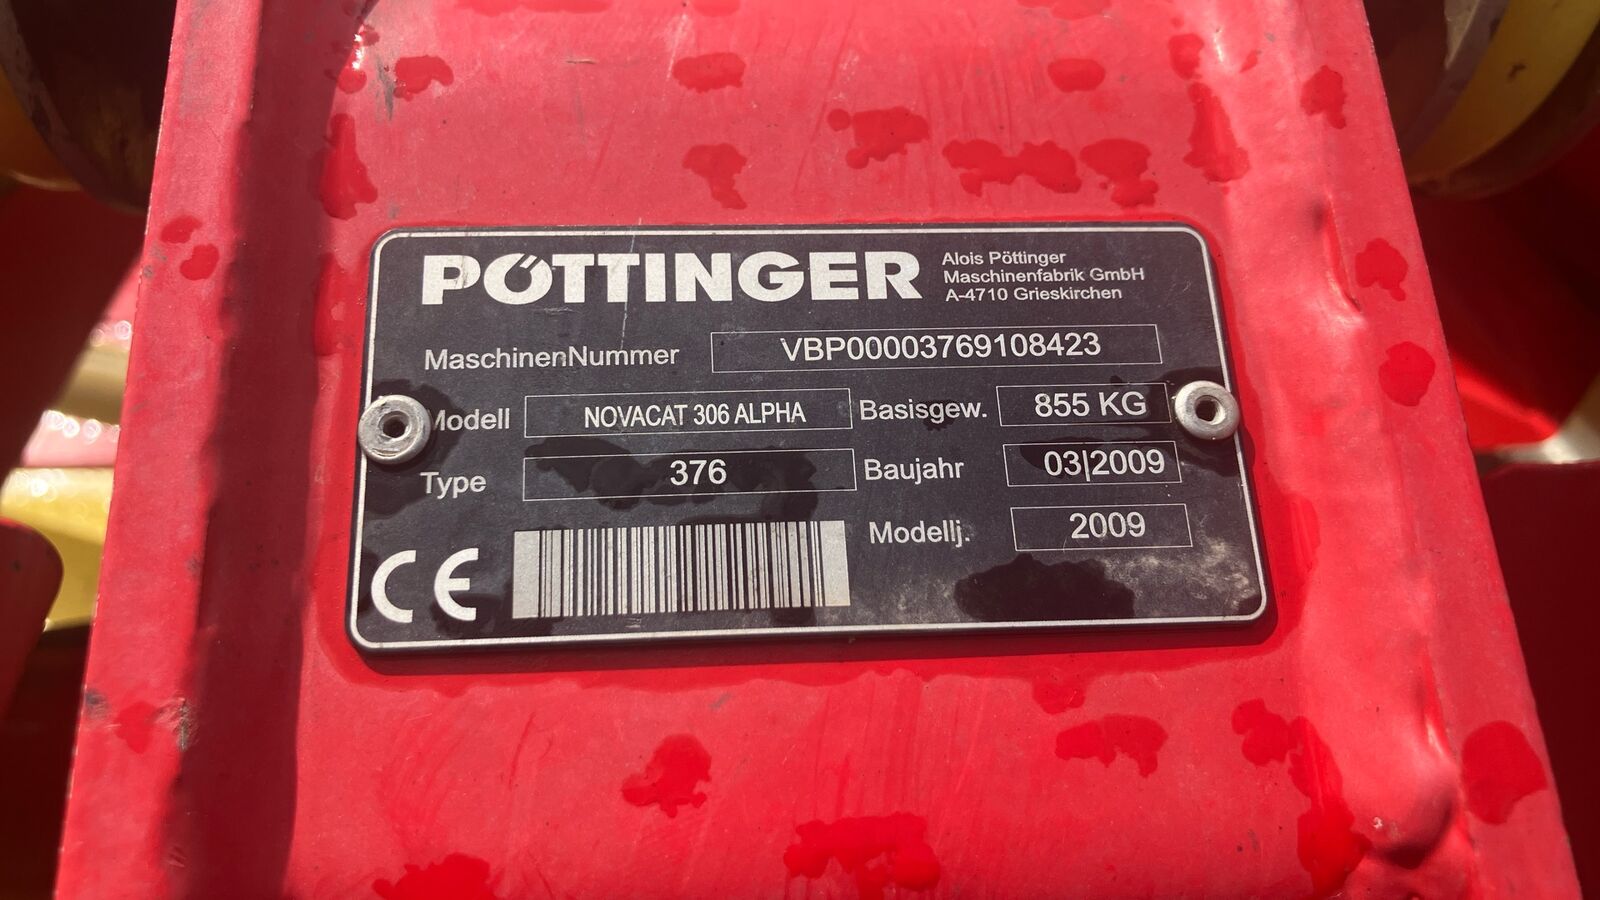 PÖTTINGER
Alois Pöttinger
Maschinenfabrik GmbH
A-4710 Grieskirchen
MaschinenNummer VBP00003769108423
Modell NOVACAT 306 ALPHA Basisgew. 855 KG
Type 376 Baujahr 03|2009
Modellj. 2009
CE